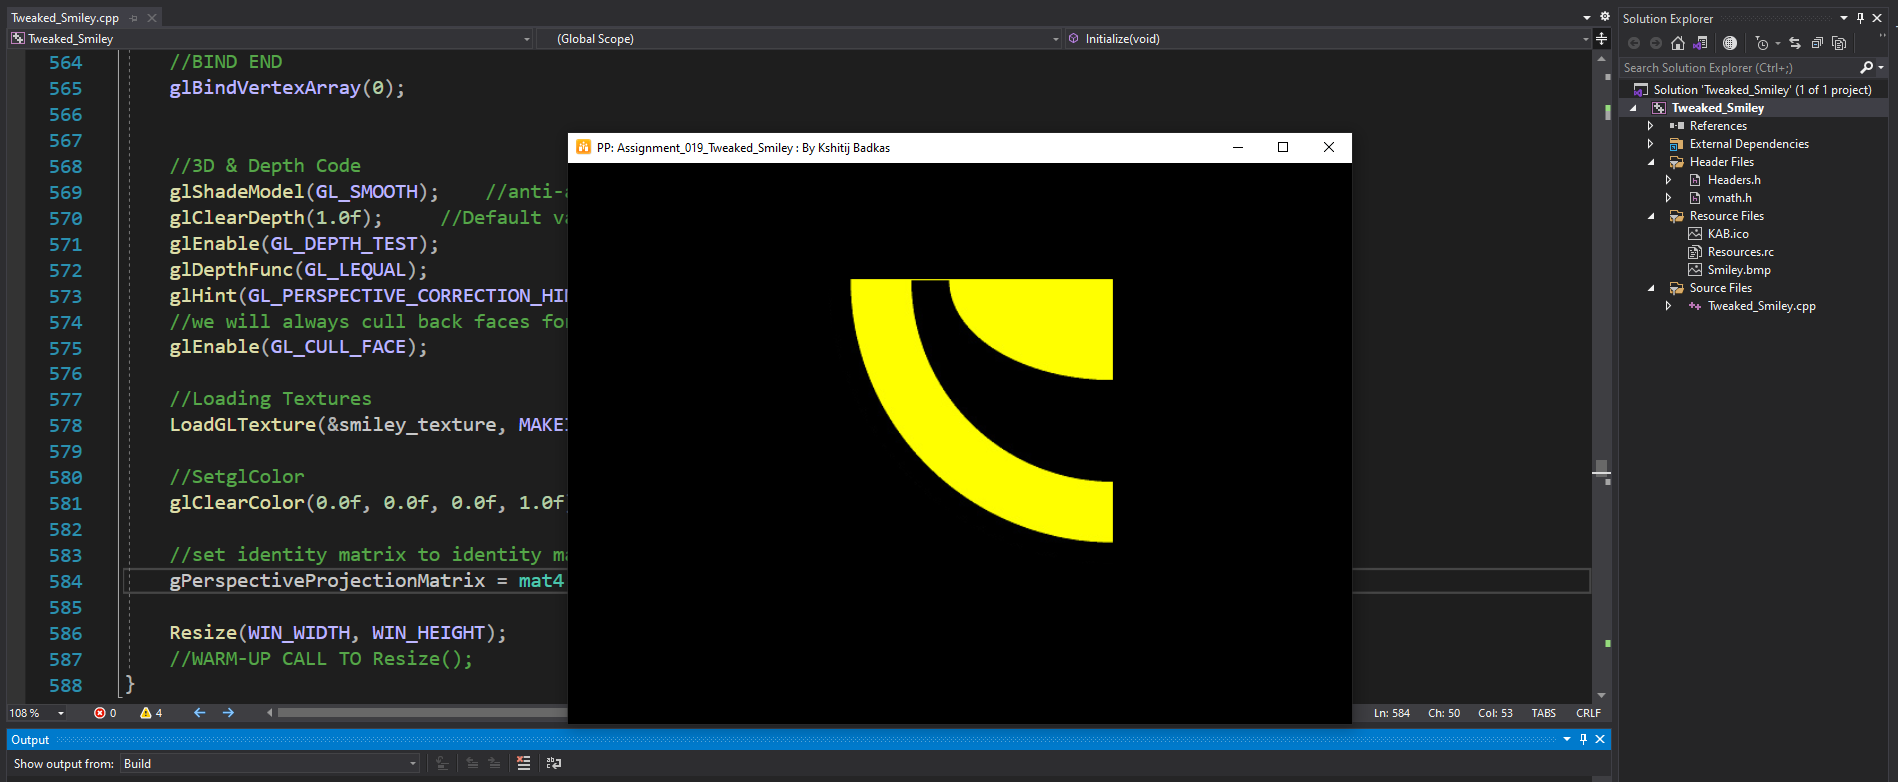 Tweaked_Smiley.cpp
Tweaked_Smiley
(Global Scope)
Initialize(void)
564 //BIND END
565 glBindVertexArray(0);
566
567
568 //3D & Depth Code
569 glShadeModel(GL_SMOOTH); //anti-a
570 glClearDepth(1.0f); //Default va
571 glEnable(GL_DEPTH_TEST);
572 glDepthFunc(GL_LEQUAL);
573 glHint(GL_PERSPECTIVE_CORRECTION_HIN
574 //we will always cull back faces for
575 glEnable(GL_CULL_FACE);
576
577 //Loading Textures
578 LoadGLTexture(&smiley_texture, MAKEI
579
580 //SetglColor
581 glClearColor(0.0f, 0.0f, 0.0f, 1.0f
582
583 //set identity matrix to identity ma
584 gPerspectiveProjectionMatrix = mat4
585
586 Resize(WIN_WIDTH, WIN_HEIGHT);
587 //WARM-UP CALL TO Resize();
588 }
PP: Assignment_019_Tweaked_Smiley : By Kshitij Badkas
108 %
0
4
Ln: 584 Ch: 50 Col: 53 TABS CRLF
Output
Show output from: Build
Solution Explorer
Search Solution Explorer (Ctrl+;)
Solution 'Tweaked_Smiley' (1 of 1 project)
Tweaked_Smiley
References
External Dependencies
Header Files
Headers.h
vmath.h
Resource Files
KAB.ico
Resources.rc
Smiley.bmp
Source Files
Tweaked_Smiley.cpp